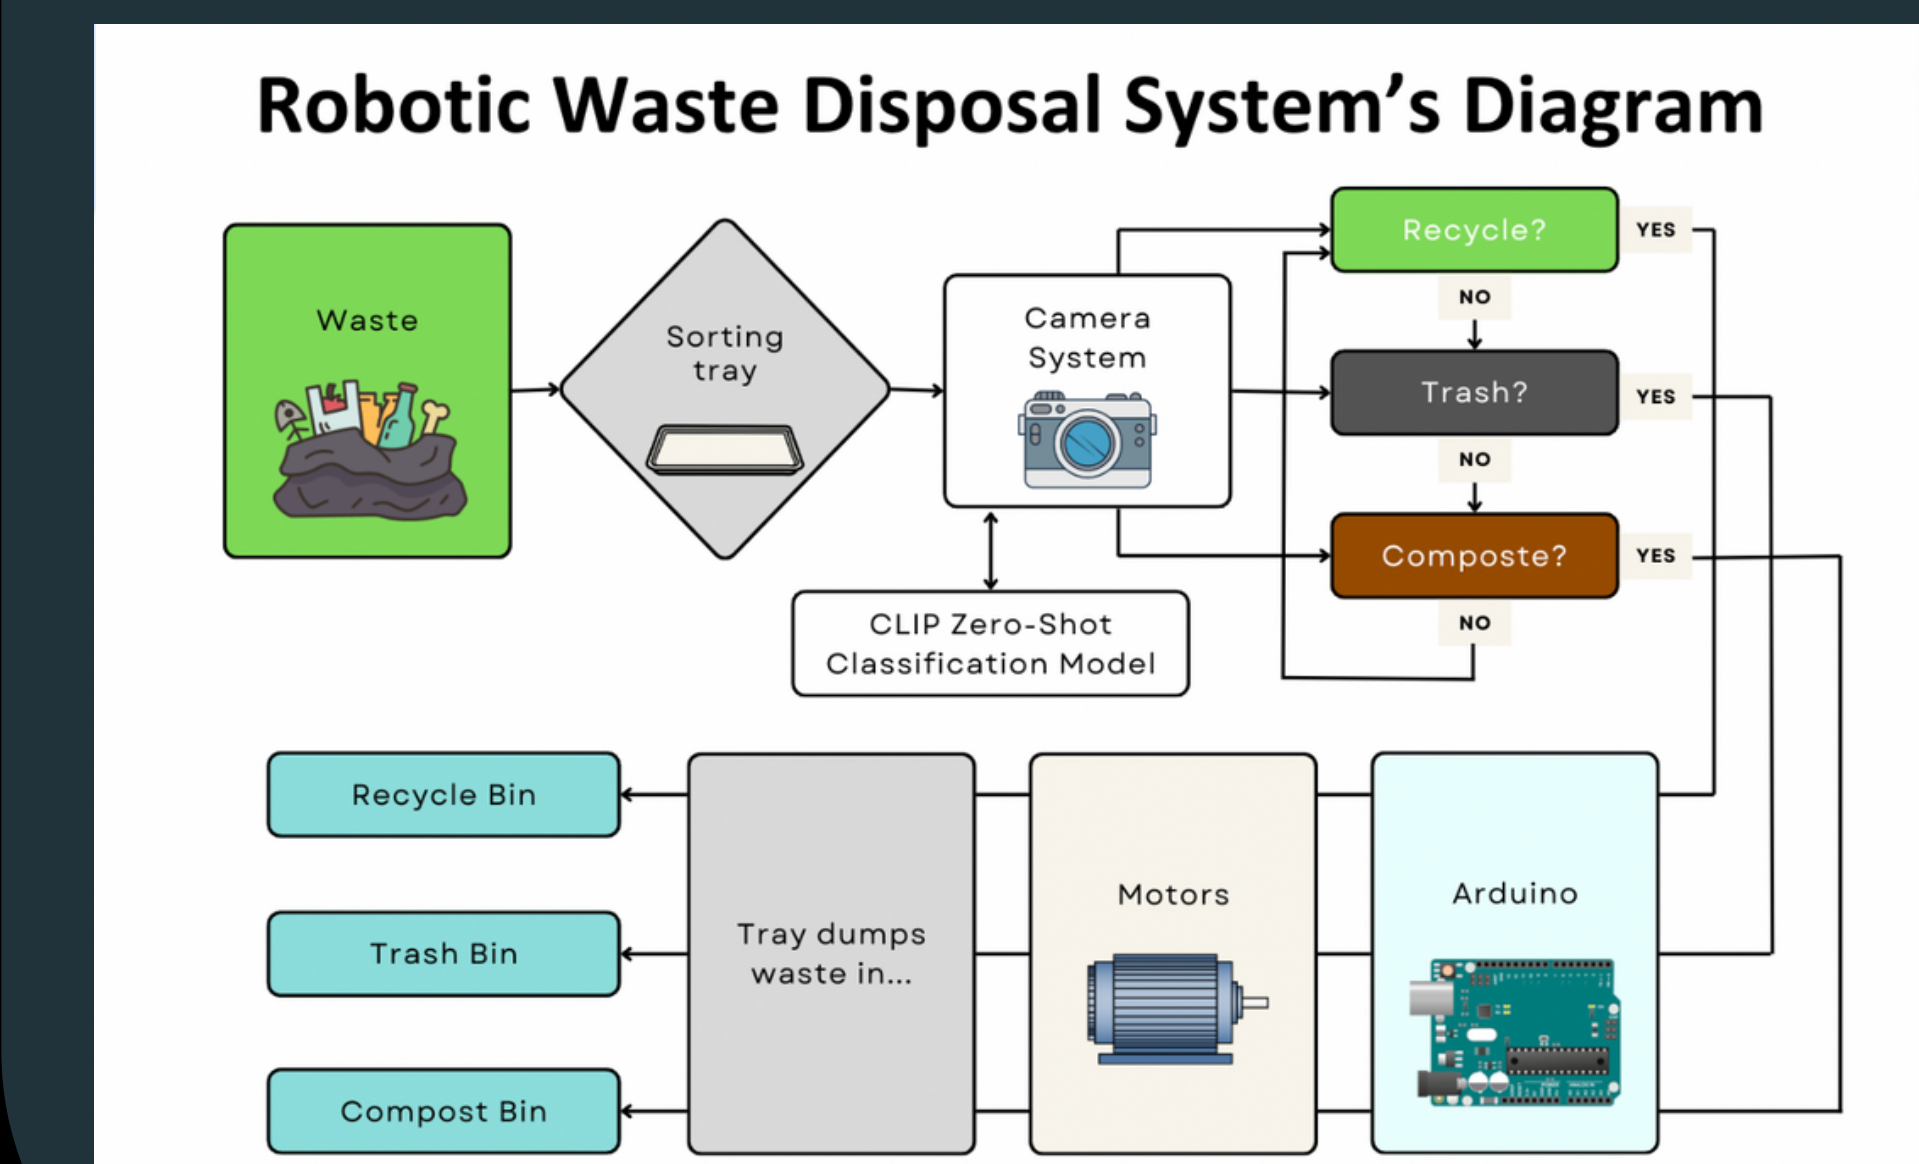 Robotic Waste Disposal System’s Diagram
Waste
Sorting
tray
Camera
System
CLIP Zero-Shot
Classification Model
Recycle?
YES
NO
Trash?
YES
NO
Composte?
YES
NO
Recycle Bin
Trash Bin
Compost Bin
Tray dumps
waste in...
Motors
Arduino